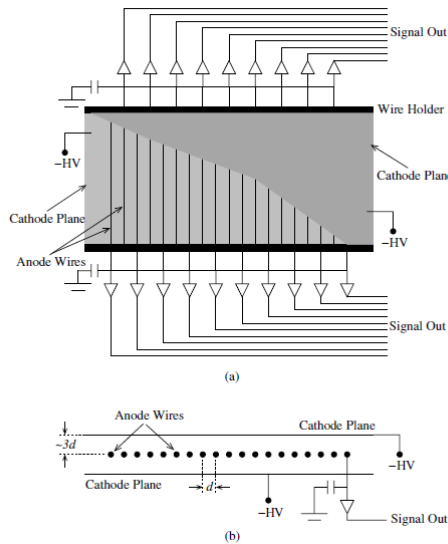 Signal Out
Wire Holder
−HV
Cathode Plane
Cathode Plane
Anode Wires
−HV
Signal Out
(a)
Anode Wires
Cathode Plane
~3d
−HV
Cathode Plane
d
−HV
Signal Out
(b)